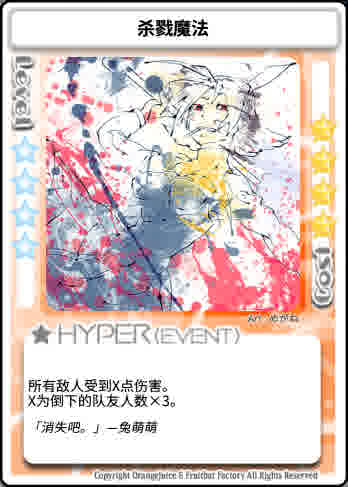 杀戮魔法
Level
Cost
Art めがね
HYPER(EVENT)
所有敌人受到X点伤害。
X为倒下的队友人数×3。
「消失吧。」—兔萌萌
Copyright OrangeJuice & Fruitbat Factory All Rights Reserved